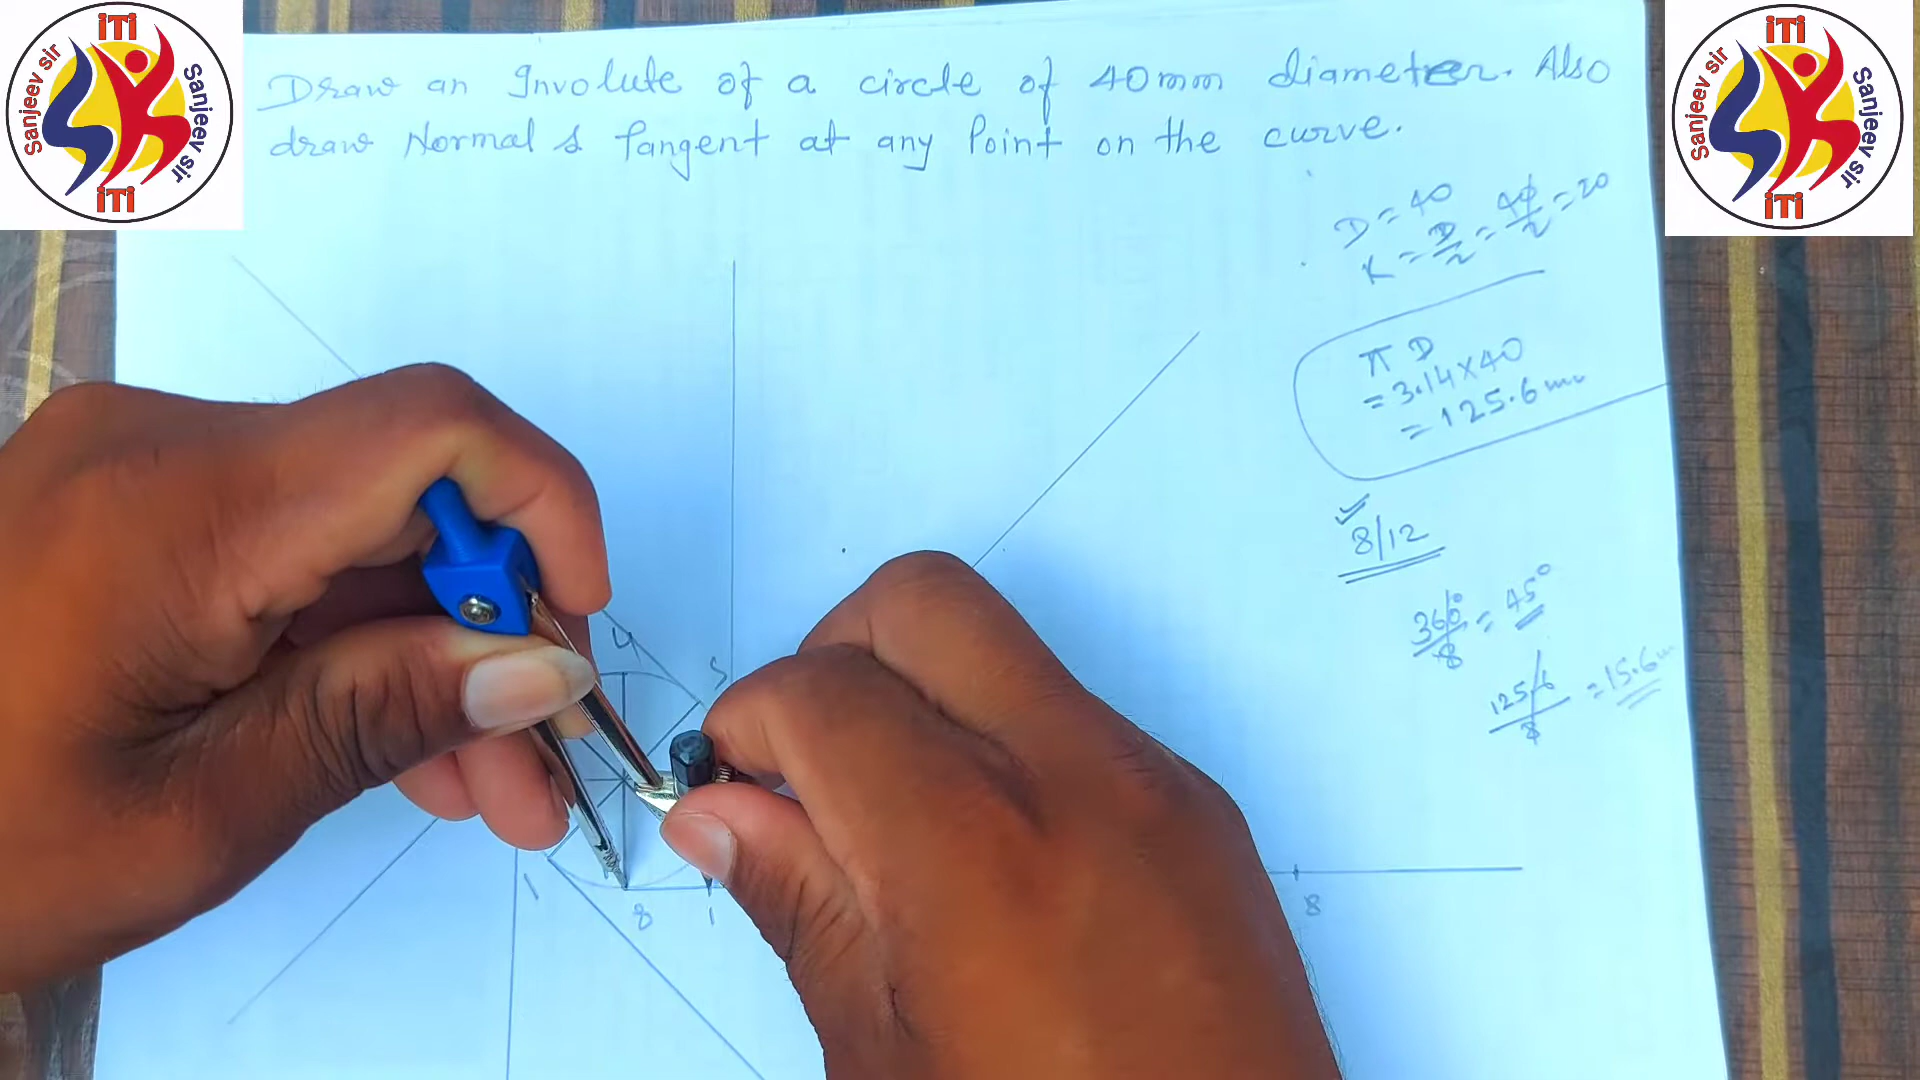 iTi
Sanjeev sir
Sanjeev sir
iTi
iTi
Sanjeev sir
Sanjeev sir
iTi
Draw an Involute of a circle of 40mm diameter. Also
draw Normal & Tangent at any Point on the curve.
D = 40
R = D/2 = 40/2 = 20
π D
= 3.14 × 40
= 125.6 mm
8/12
360°/8 = 45°
125.6/8 = 15.6 m
4
5
1
8
1
8